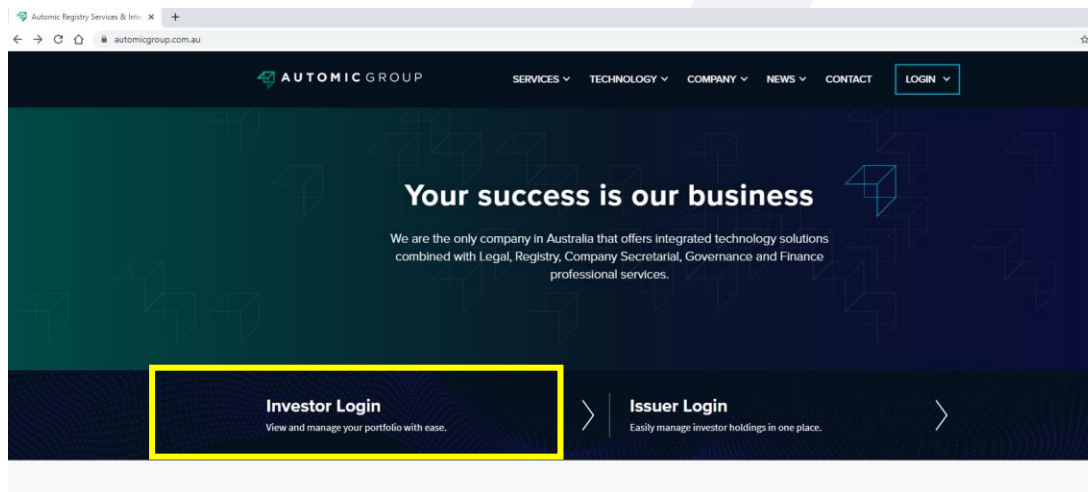 Automic Registry Services & Inte
automicgroup.com.au
AUTOMIC GROUP
SERVICES
TECHNOLOGY
COMPANY
NEWS
CONTACT
LOGIN
Your success is our business
We are the only company in Australia that offers integrated technology solutions
combined with Legal, Registry, Company Secretarial, Governance and Finance
professional services.
Investor Login
View and manage your portfolio with ease.
Issuer Login
Easily manage investor holdings in one place.